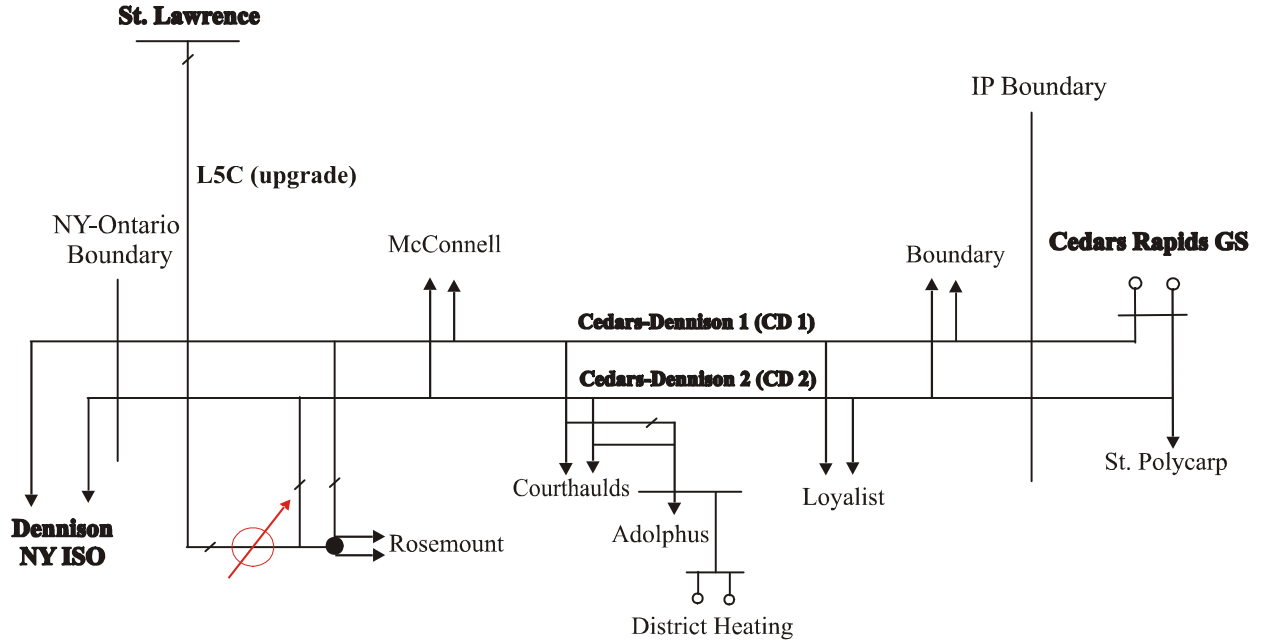 St. Lawrence
IP Boundary
L5C (upgrade)
NY-Ontario
Boundary
McConnell
Boundary
Cedars Rapids GS
Cedars-Dennison 1 (CD 1)
Cedars-Dennison 2 (CD 2)
St. Polycarp
Courthaulds
Loyalist
Dennison
NY ISO
Adolphus
Rosemount
District Heating